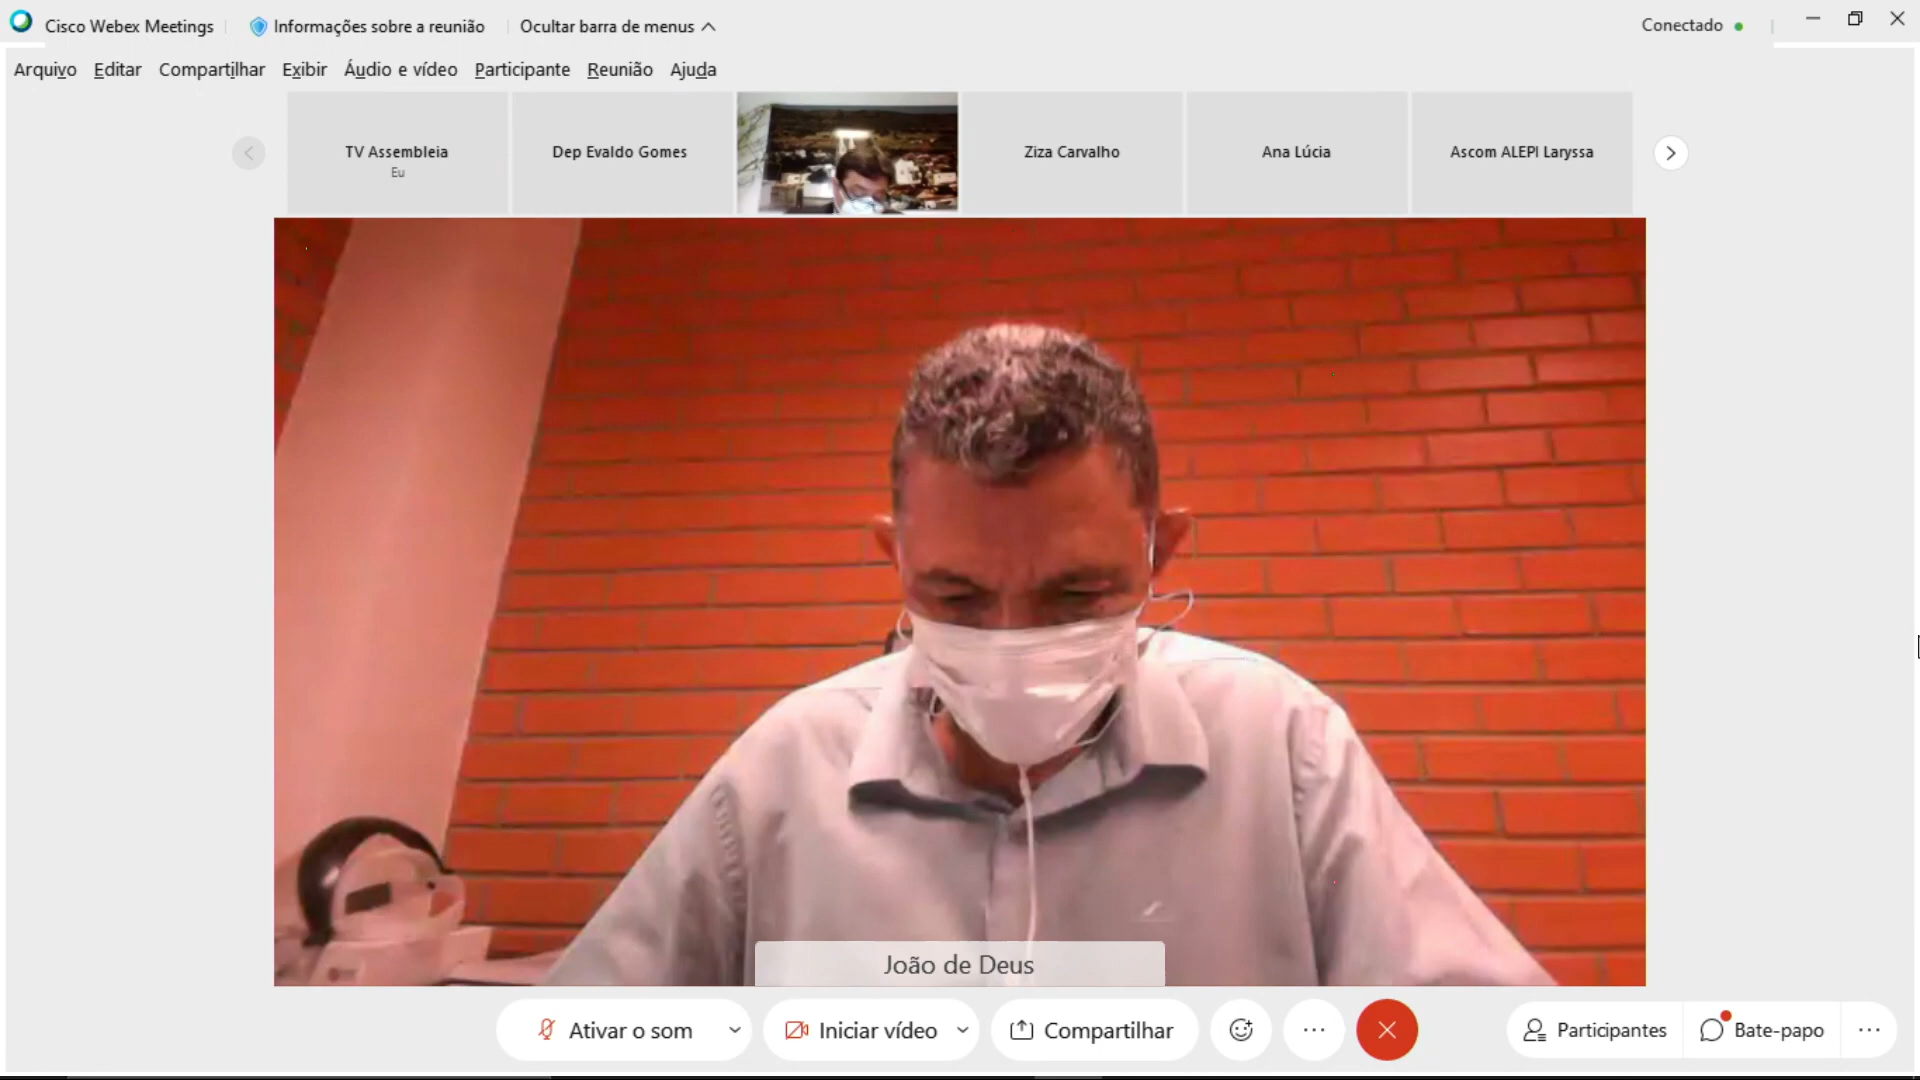 Cisco Webex Meetings
Informações sobre a reunião
Ocultar barra de menus
Conectado
Arquivo Editar Compartilhar Exibir Áudio e vídeo Participante Reunião Ajuda
TV Assembleia
Eu
Dep Evaldo Gomes
Ziza Carvalho
Ana Lúcia
Ascom ALEPI Laryssa
João de Deus
Ativar o som
Iniciar vídeo
Compartilhar
Participantes
Bate-papo